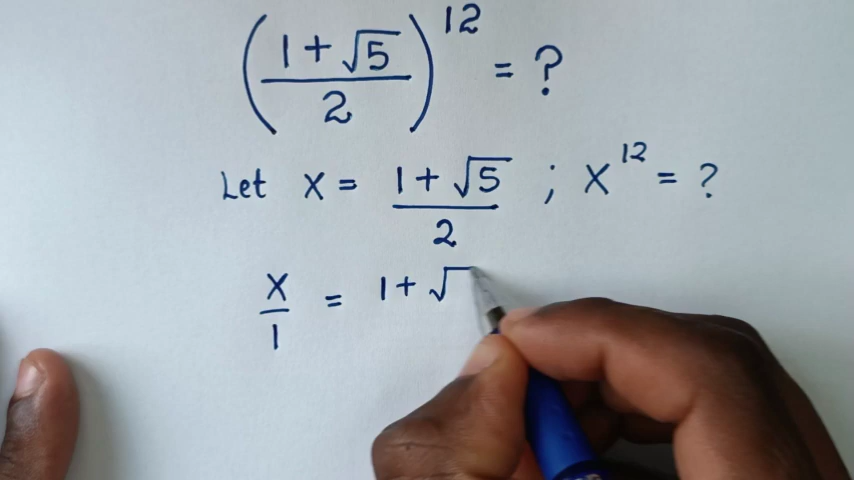 (1 + √5 / 2)^12 = ?
Let x = 1 + √5 / 2 ; x^12 = ?
x / 1 = 1 + √